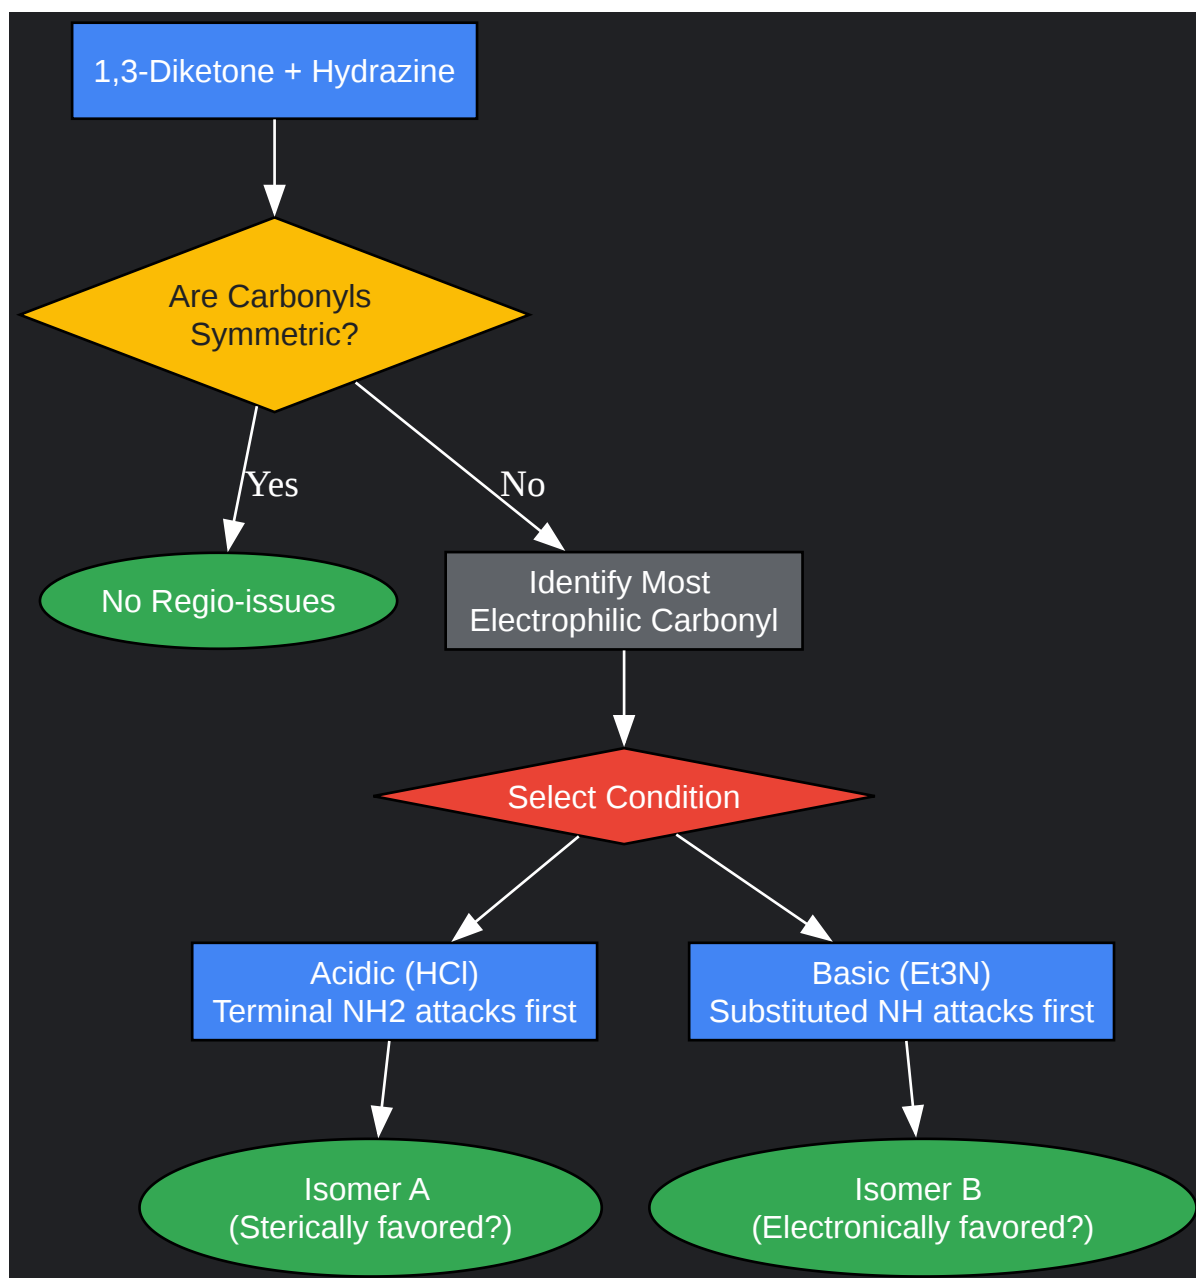 1,3-Diketone + Hydrazine
Are Carbonyls
Symmetric?
Yes
No
No Regio-issues
Identify Most
Electrophilic Carbonyl
Select Condition
Acidic (HCl)
Terminal NH2 attacks first
Basic (Et3N)
Substituted NH attacks first
Isomer A
(Sterically favored?)
Isomer B
(Electronically favored?)